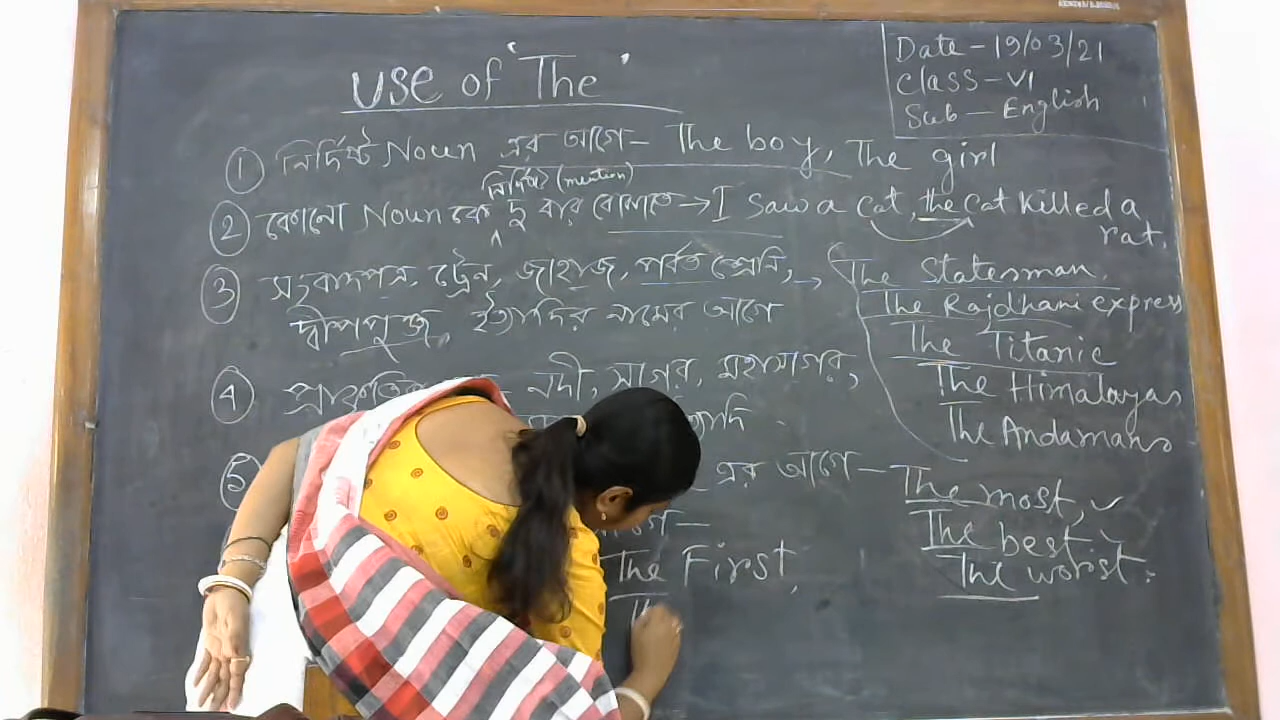 Date - 19/03/21
Class - VI
Sub - English
Use of 'The'
① নির্দিষ্ট Noun এর আগে - The boy, The girl
নির্দিষ্ট (mention)
② কোনো Noun কে দু বার বোঝাতে → I saw a cat, the cat killed a
rat.
③ সংবাদপত্র, ট্রেন, জাহাজ, পর্বত শ্রেনি, → The Statesman,
The Rajdhani express
দ্বীপপুঞ্জ, ইত্যাদির নামের আগে
The Titanic
④ প্রাকৃতিক নদী, সাগর, মহাসাগর,
The Himalayas
The Andamans
⑤ এর আগে - The most,
The best
The First,
The worst.